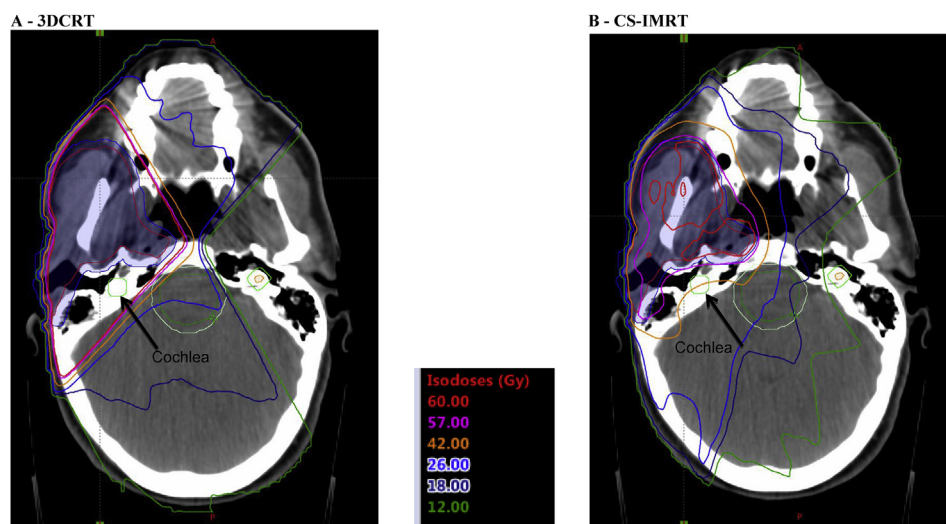 A - 3DCRT
B - CS-IMRT
A
A
Cochlea
Cochlea
Isodoses (Gy)
60.00
57.00
42.00
26.00
18.00
12.00
P
P